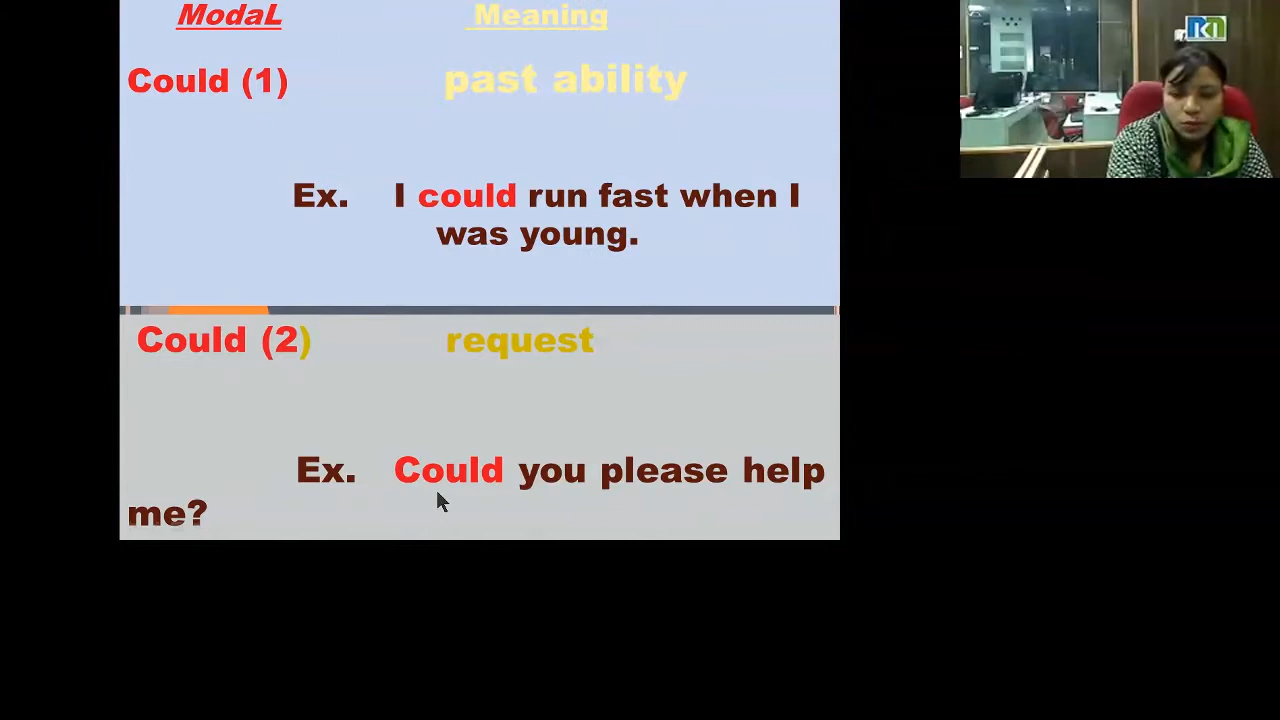 ModaL Meaning
Could (1) past ability
Ex. I could run fast when I
was young.
Could (2) request
Ex. Could you please help
me?